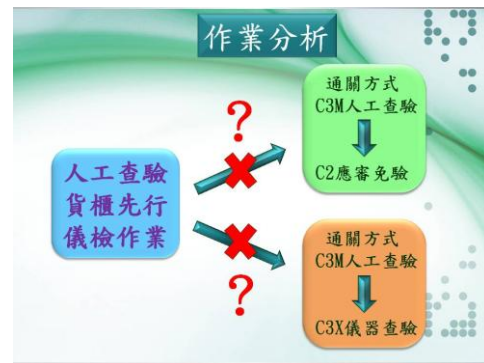 作業分析
?
通關方式
C3M人工查驗
C2應審免驗
人工查驗
貨櫃先行
儀檢作業
通關方式
C3M人工查驗
C3X儀器查驗
?